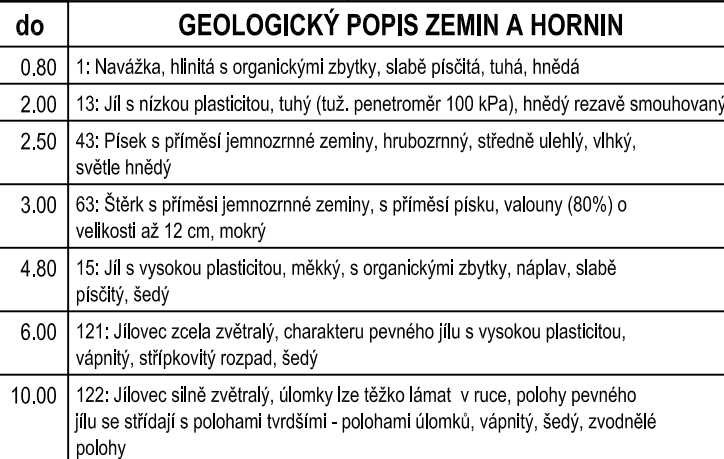 do GEOLOGICKÝ POPIS ZEMIN A HORNIN
0.80 1: Navážka, hlinitá s organickými zbytky, slabě písčitá, tuhá, hnědá
2.00 13: Jíl s nízkou plasticitou, tuhý (tuž. penetroměr 100 kPa), hnědý rezavě smouhovaný
2.50 43: Písek s příměsí jemnozrnné zeminy, hrubozrnný, středně ulehlý, vlhký,
světle hnědý
3.00 63: Štěrk s příměsi jemnozrnné zeminy, s příměsí písku, valouny (80%) o
velikosti až 12 cm, mokrý
4.80 15: Jíl s vysokou plasticitou, měkký, s organickými zbytky, náplav, slabě
písčitý, šedý
6.00 121: Jílovec zcela zvětralý, charakteru pevného jílu s vysokou plasticitou,
vápnitý, střípkovitý rozpad, šedý
10.00 122: Jílovec silně zvětralý, úlomky lze těžko lámat v ruce, polohy pevného
jílu se střídají s polohami tvrdšími - polohami úlomků, vápnitý, šedý, zvodnělé
polohy